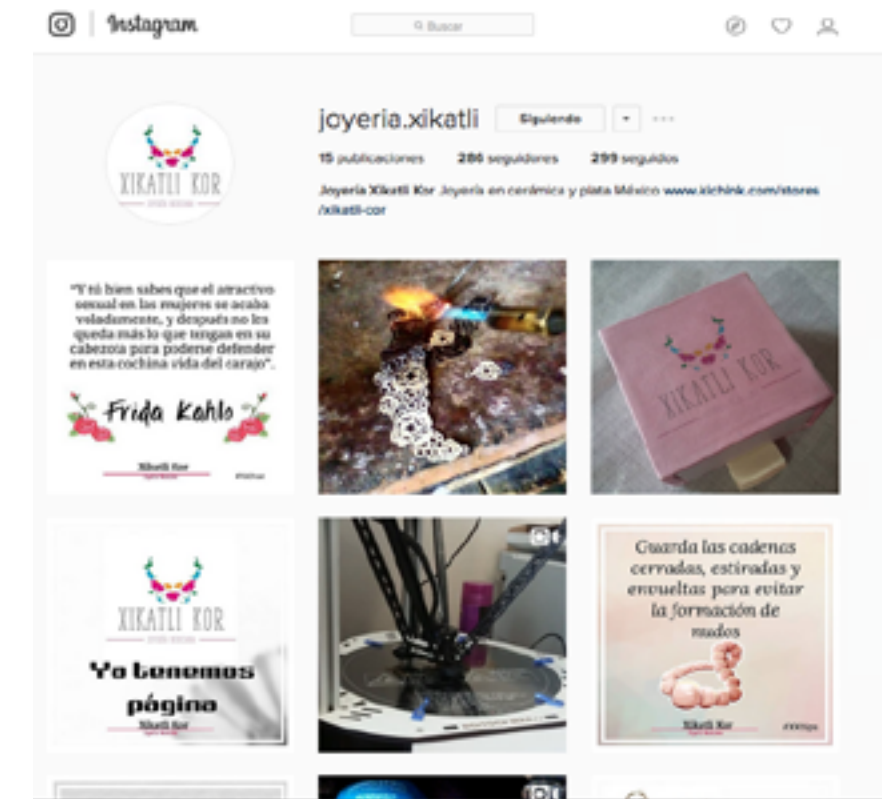 Instagram
Buscar
joyeria.xikatli Siguiendo
15 publicaciones 286 seguidores 299 seguidos
Joyería Xikatli Kor Joyería en cerámica y plata México www.kichink.com/stores
/xikatli-cor
XIKATLI KOR
"Y tú bien sabes que el atractivo
sexual en las mujeres se acaba
voladamente, y después no les
queda más lo que tengan en su
cabezota para poderse defender
en esta cochina vida del carajo".
Frida Kahlo
Xikatli Kor
XIKATLI KOR
XIKATLI KOR
Ya tenemos
página
Xikatli Kor
Guarda las cadenas
cerradas, estiradas y
envueltas para evitar
la formación de
nudos
Xikatli Kor